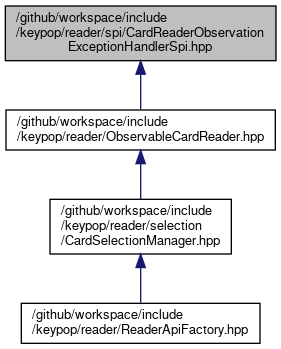 /github/workspace/include
/keypop/reader/spi/CardReaderObservation
ExceptionHandlerSpi.hpp
/github/workspace/include
/keypop/reader/ObservableCardReader.hpp
/github/workspace/include
/keypop/reader/selection
/CardSelectionManager.hpp
/github/workspace/include
/keypop/reader/ReaderApiFactory.hpp